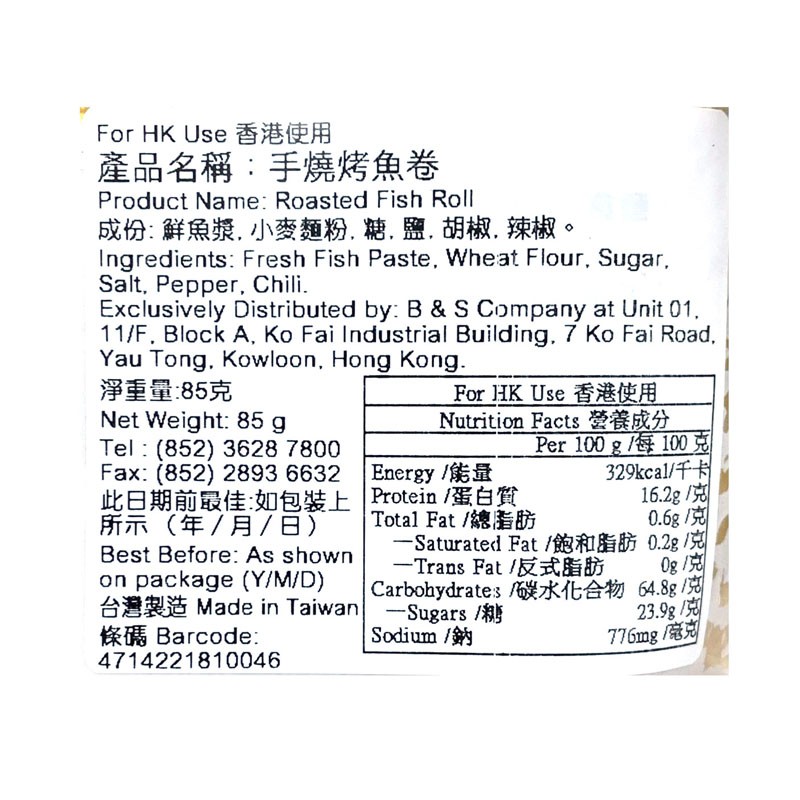 For HK Use 香港使用
產品名稱：手燒烤魚卷
Product Name: Roasted Fish Roll
成份: 鮮魚漿, 小麥麵粉, 糖, 鹽, 胡椒, 辣椒。
Ingredients: Fresh Fish Paste, Wheat Flour, Sugar,
Salt, Pepper, Chili.
Exclusively Distributed by: B & S Company at Unit 01,
11/F, Block A, Ko Fai Industrial Building, 7 Ko Fai Road,
Yau Tong, Kowloon, Hong Kong.
淨重量:85克
Net Weight: 85 g
Tel : (852) 3628 7800
Fax: (852) 2893 6632
此日期前最佳:如包裝上
所示（年/月/日）
Best Before: As shown
on package (Y/M/D)
台灣製造 Made in Taiwan
條碼 Barcode:
4714221810046
For HK Use 香港使用
Nutrition Facts 營養成分
Per 100 g /每 100 克
Energy /能量 329kcal/千卡
Protein /蛋白質 16.2g /克
Total Fat /總脂肪 0.6g /克
—Saturated Fat /飽和脂肪 0.2g /克
—Trans Fat /反式脂肪 0g /克
Carbohydrates /碳水化合物 64.8g /克
—Sugars /糖 23.9g /克
Sodium /鈉 776mg /毫克